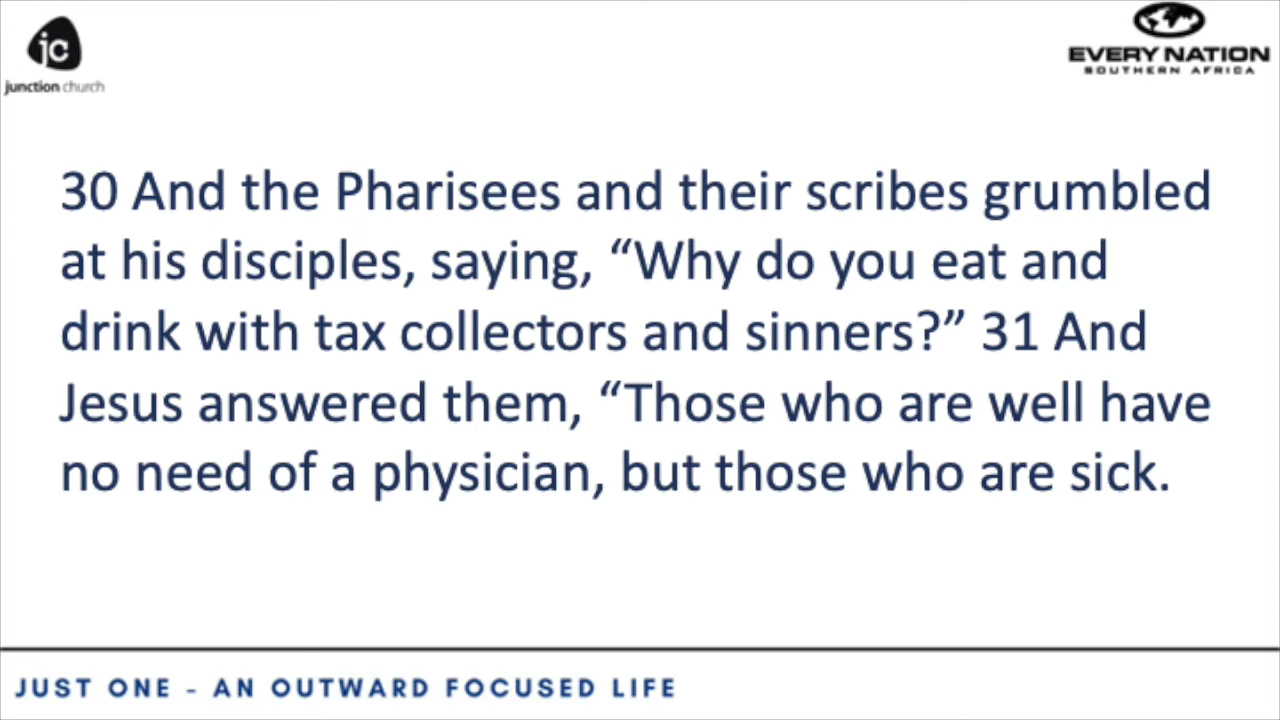 jc
junction church
EVERY NATION
SOUTHERN AFRICA
30 And the Pharisees and their scribes grumbled
at his disciples, saying, “Why do you eat and
drink with tax collectors and sinners?” 31 And
Jesus answered them, “Those who are well have
no need of a physician, but those who are sick.
JUST ONE - AN OUTWARD FOCUSED LIFE